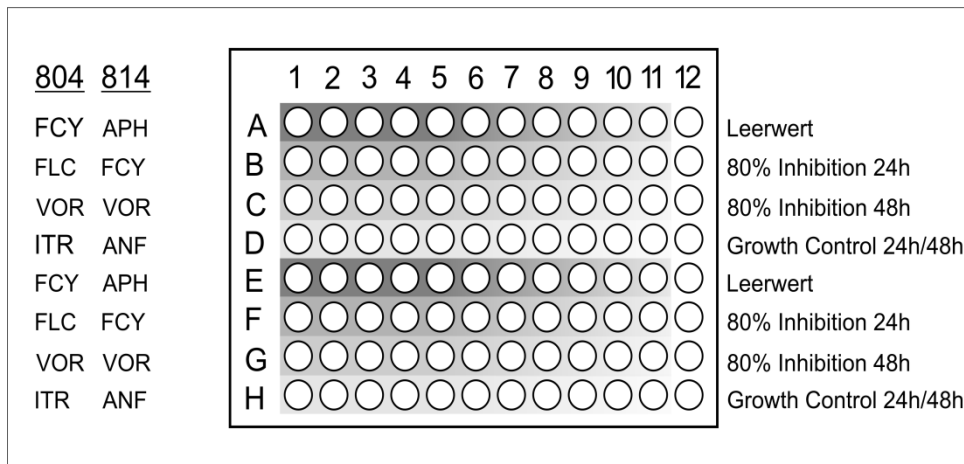 804 814 1 2 3 4 5 6 7 8 9 10 11 12
FCY APH A Leerwert
FLC FCY B 80% Inhibition 24h
VOR VOR C 80% Inhibition 48h
ITR ANF D Growth Control 24h/48h
FCY APH E Leerwert
FLC FCY F 80% Inhibition 24h
VOR VOR G 80% Inhibition 48h
ITR ANF H Growth Control 24h/48h